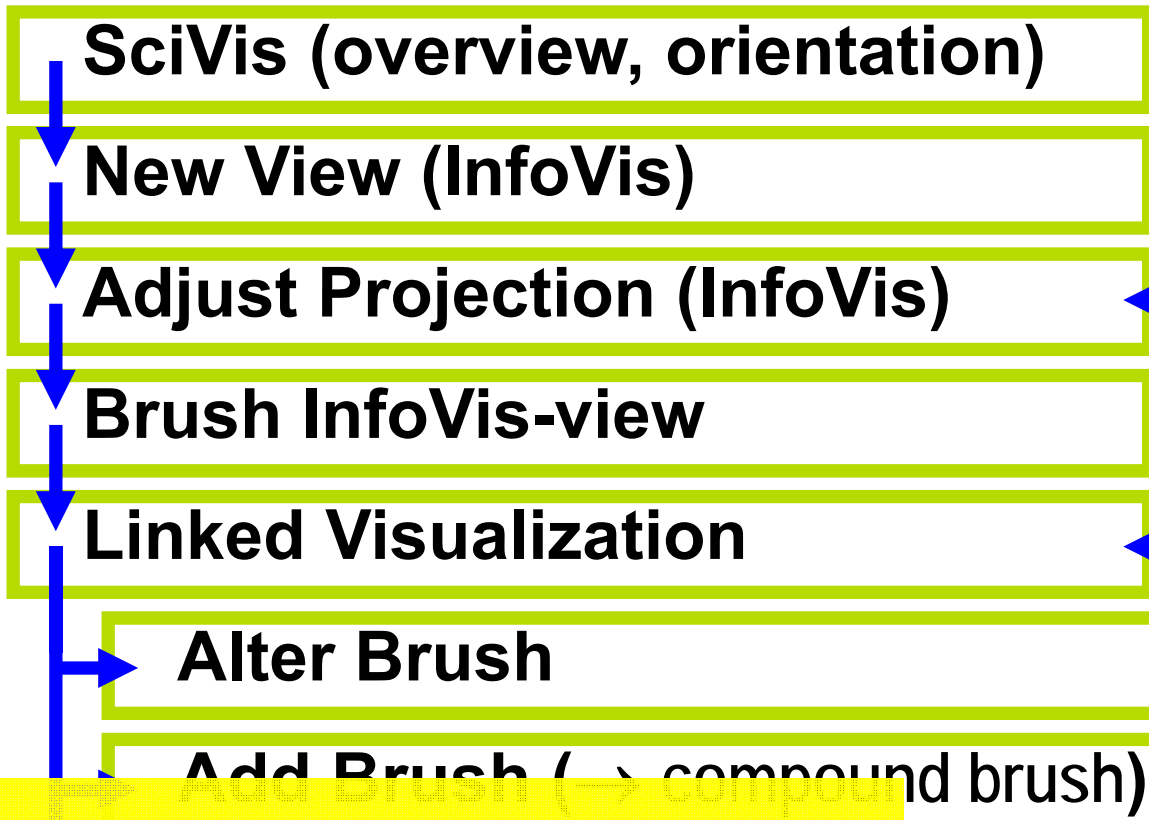 SciVis (overview, orientation)
New View (InfoVis)
Adjust Projection (InfoVis)
Brush InfoVis-view
Linked Visualization
Alter Brush
Add Brush (→ compound brush)